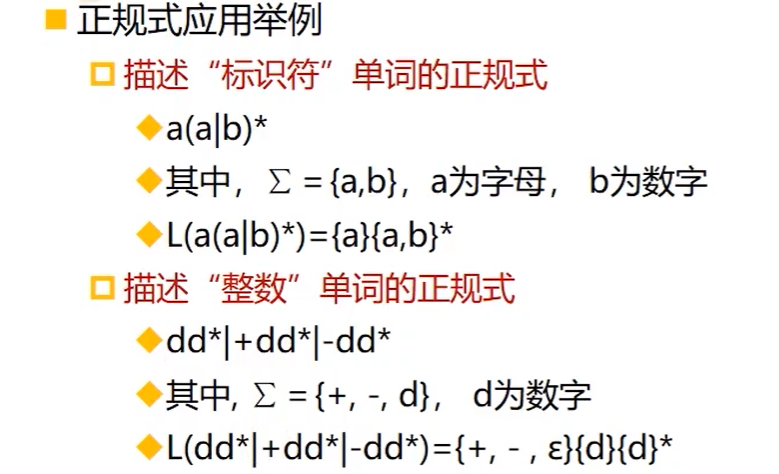 正规式应用举例
描述“标识符”单词的正规式
a(a|b)*
其中，∑ = {a,b}，a为字母， b为数字
L(a(a|b)*)={a}{a,b}*
描述“整数”单词的正规式
dd*|+dd*|-dd*
其中, ∑ = {+, -, d}， d为数字
L(dd*|+dd*|-dd*)={+, - , ε}{d}{d}*